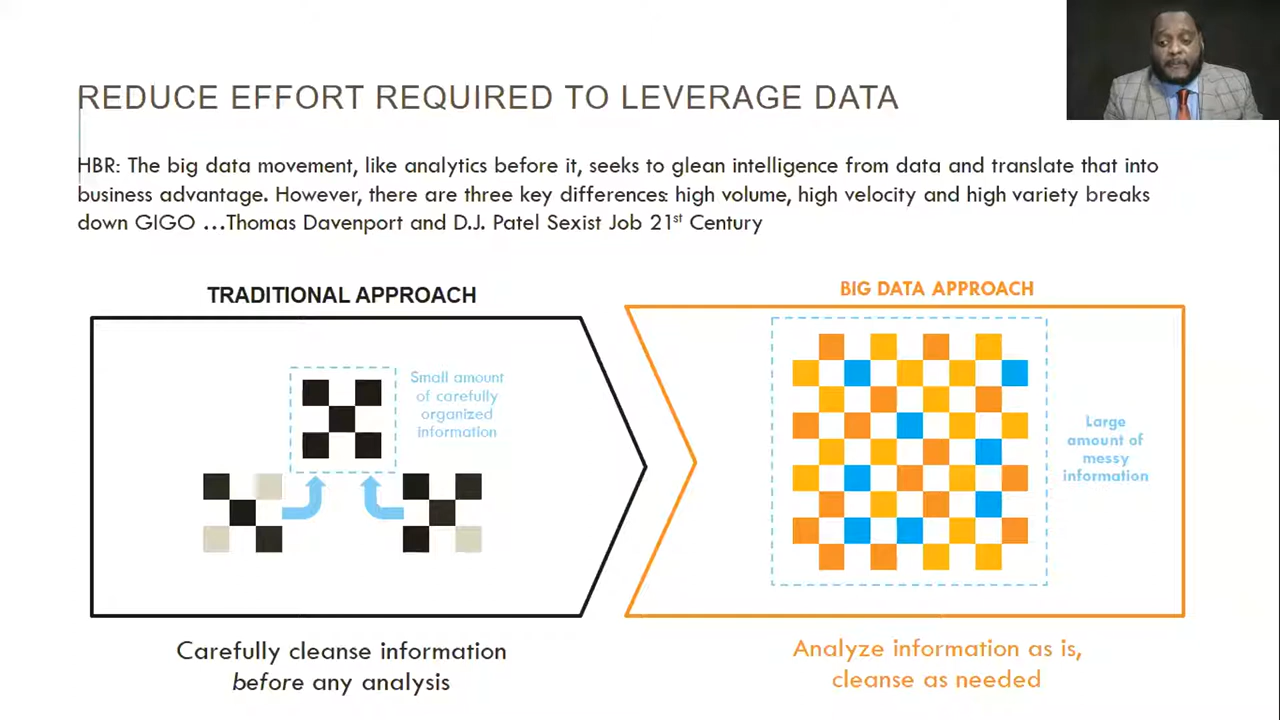 REDUCE EFFORT REQUIRED TO LEVERAGE DATA
HBR: The big data movement, like analytics before it, seeks to glean intelligence from data and translate that into
business advantage. However, there are three key differences: high volume, high velocity and high variety breaks
down GIGO ...Thomas Davenport and D.J. Patel Sexist Job 21st Century
TRADITIONAL APPROACH
Small amount
of carefully
organized
information
Carefully cleanse information
before any analysis
BIG DATA APPROACH
Large
amount of
messy
information
Analyze information as is,
cleanse as needed